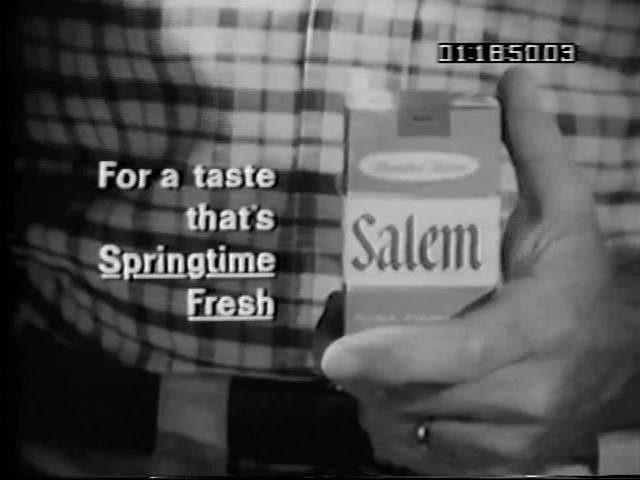 01:18:50:03
For a taste
that's
Springtime
Fresh
Salem